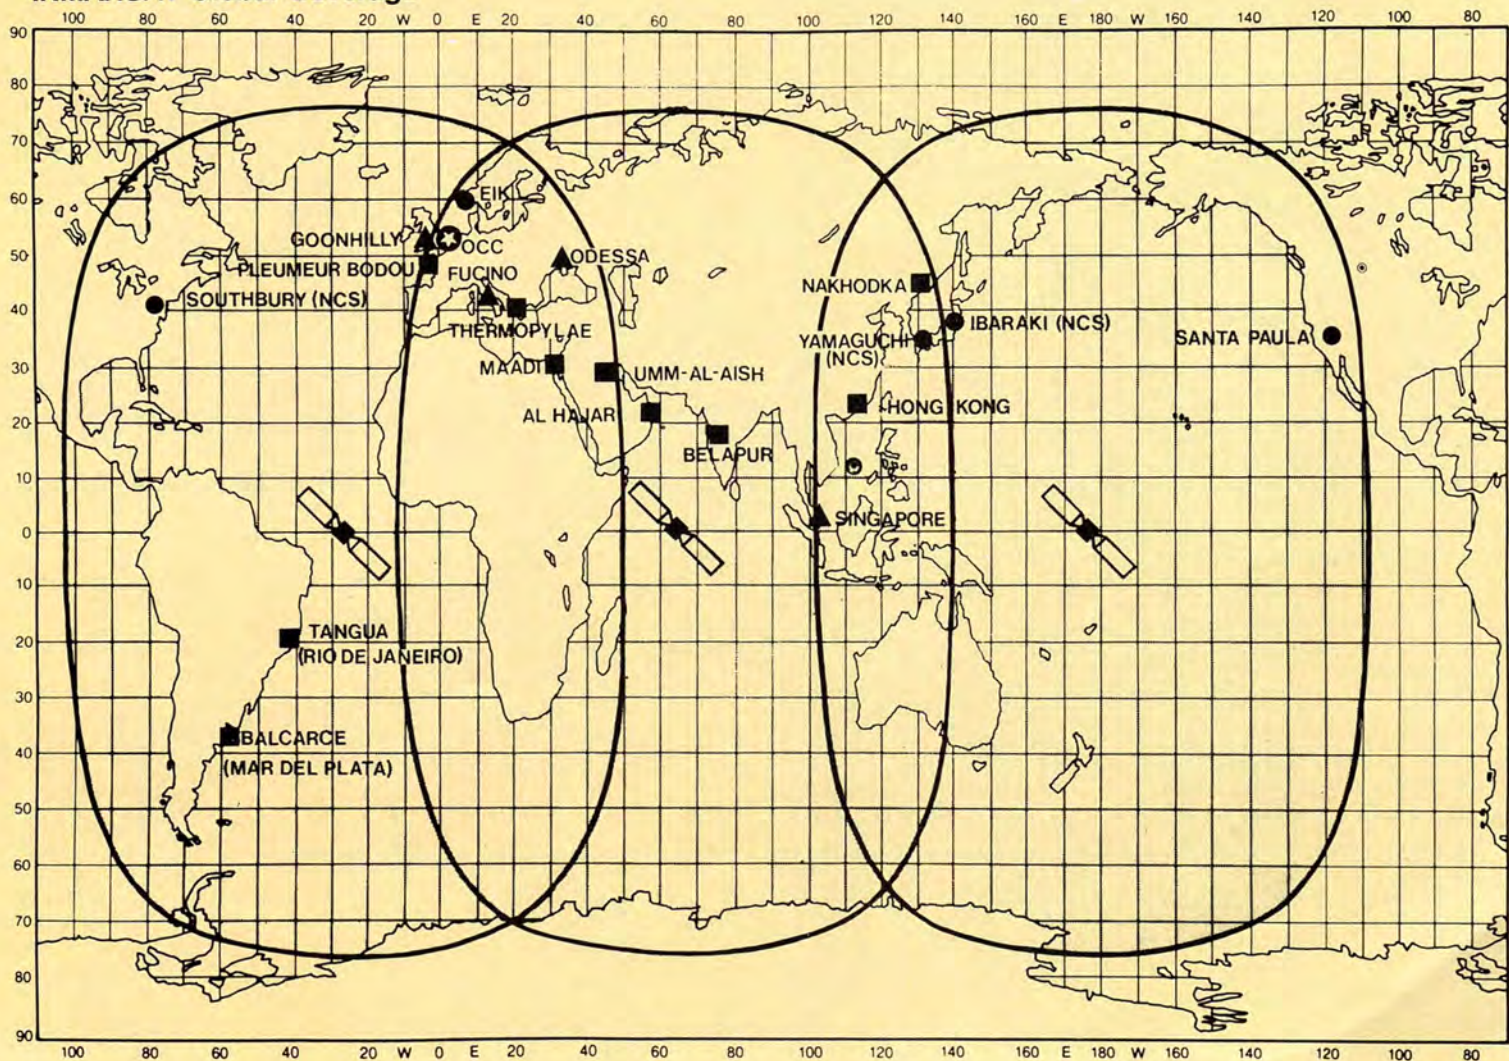 100 80 60 40 20 W 0 E 20 40 60 80 100 120 140 160 E 180 W 160 140 120 100 80
90
80
70
60
50
40
30
20
10
0
10
20
30
40
50
60
70
80
90
EIK
GOONHILLY
OCC
PLEUMEUR BODOU
ODESSA
FUCINO
SOUTHBURY (NCS)
THERMOPYLAE
MAADI
UMM-AL-AISH
AL HAJAR
BELAPUR
NAKHODKA
IBARAKI (NCS)
YAMAGUCHI
(NCS)
SANTA PAULA
HONG KONG
SINGAPORE
TANGUA
(RIO DE JANEIRO)
BALCARCE
(MAR DEL PLATA)
100 80 60 40 20 W 0 E 20 40 60 80 100 120 140 160 E 180 W 160 140 120 100 80